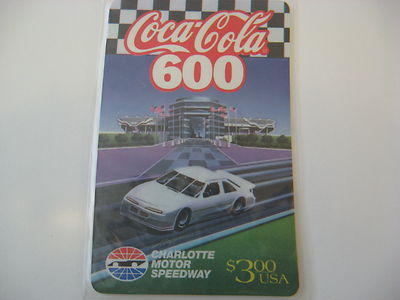 Coca-Cola
600
CHARLOTTE
MOTOR
SPEEDWAY
$3.00
USA